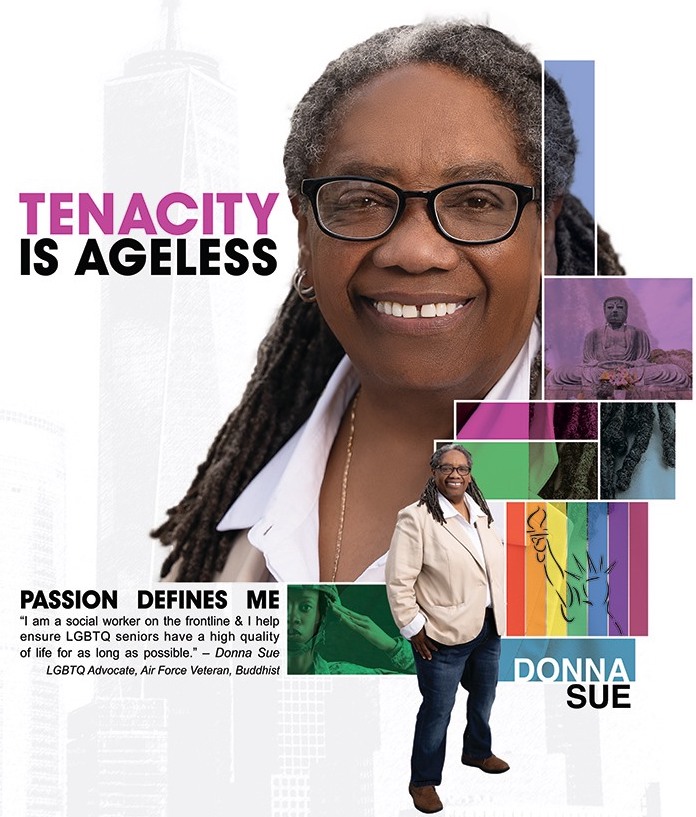 TENACITY
IS AGELESS
PASSION DEFINES ME
“I am a social worker on the frontline & I help
ensure LGBTQ seniors have a high quality
of life for as long as possible.” – Donna Sue
LGBTQ Advocate, Air Force Veteran, Buddhist
DONNA
SUE